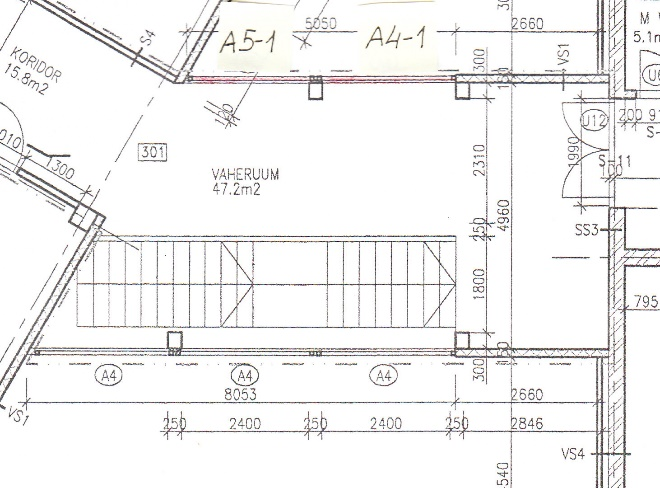 5050
2660
A5-1
A4-1
S4
KORIDOR
15.8m2
5.1m
VS1
300
120
U12
200
1300
301
VAHERUUM
47.2m2
2310
4960
1990
S-11
100
250
SS3
1800
795
300
A4
A4
A4
VS1
8053
2660
250
2400
250
2400
250
2846
VS4
540